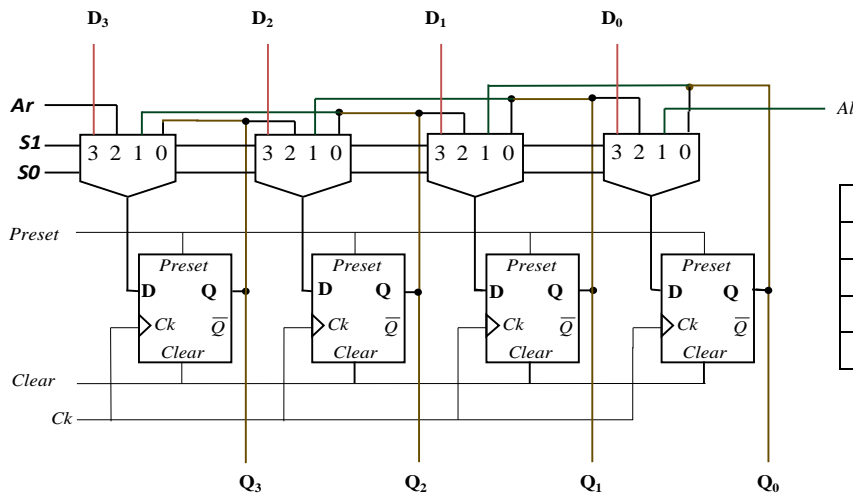 D3 D2 D1 D0
Ar Al
S1
S0
3 2 1 0 3 2 1 0 3 2 1 0 3 2 1 0
Preset
Preset Preset Preset Preset
D Q D Q D Q D Q
Ck Q̅ Ck Q̅ Ck Q̅ Ck Q̅
Clear Clear Clear Clear
Clear
Ck
Q3 Q2 Q1 Q0